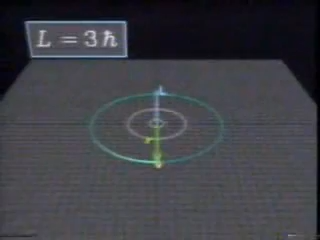 L = 3ħ